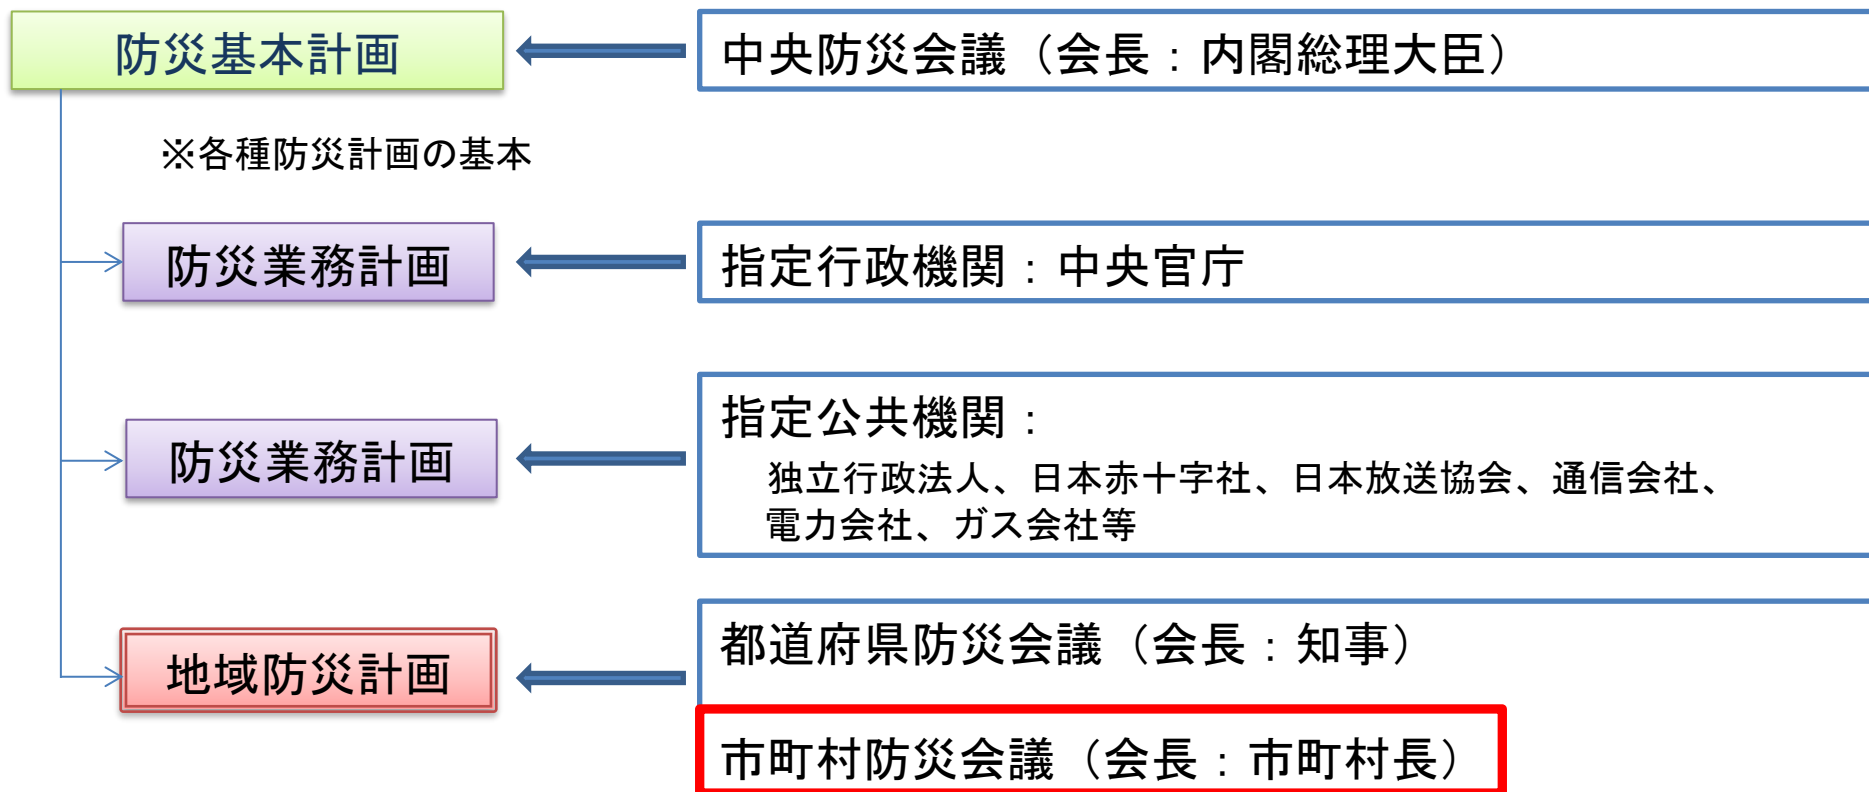 防災基本計画
中央防災会議（会長：内閣総理大臣）
※各種防災計画の基本
防災業務計画
指定行政機関：中央官庁
防災業務計画
指定公共機関：
独立行政法人、日本赤十字社、日本放送協会、通信会社、
電力会社、ガス会社等
地域防災計画
都道府県防災会議（会長：知事）
市町村防災会議（会長：市町村長）